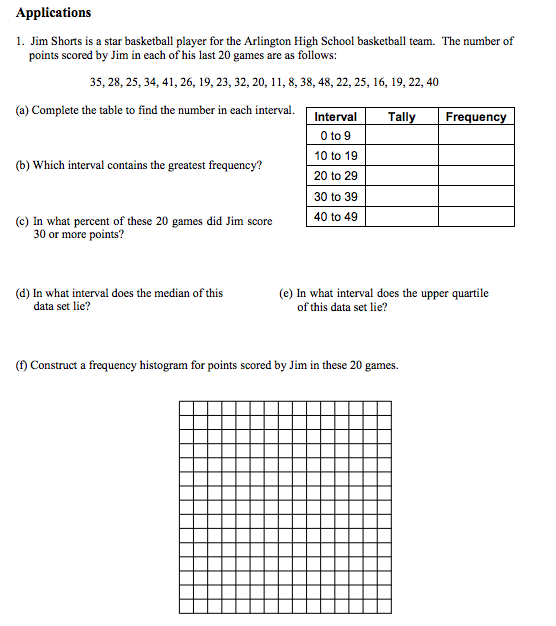 Applications
1. Jim Shorts is a star basketball player for the Arlington High School basketball team. The number of
points scored by Jim in each of his last 20 games are as follows:
35, 28, 25, 34, 41, 26, 19, 23, 32, 20, 11, 8, 38, 48, 22, 25, 16, 19, 22, 40
(a) Complete the table to find the number in each interval.
Interval Tally Frequency
0 to 9
10 to 19
20 to 29
30 to 39
40 to 49
(b) Which interval contains the greatest frequency?
(c) In what percent of these 20 games did Jim score
30 or more points?
(d) In what interval does the median of this
data set lie?
(e) In what interval does the upper quartile
of this data set lie?
(f) Construct a frequency histogram for points scored by Jim in these 20 games.